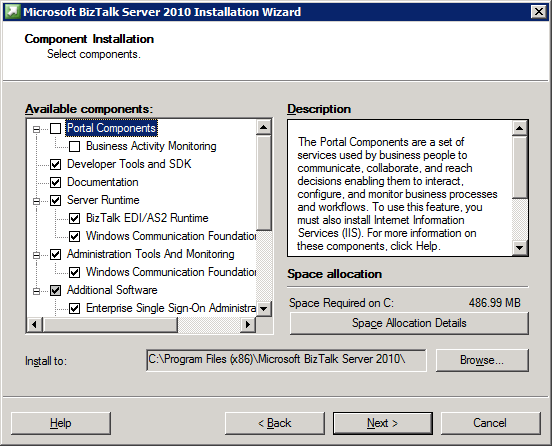 Microsoft BizTalk Server 2010 Installation Wizard
Component Installation
Select components.
Available components:
Portal Components
Business Activity Monitoring
Developer Tools and SDK
Documentation
Server Runtime
BizTalk EDI/AS2 Runtime
Windows Communication Foundation
Administration Tools And Monitoring
Windows Communication Foundation
Additional Software
Enterprise Single Sign-On Administra
Description
The Portal Components are a set of
services used by business people to
communicate, collaborate, and reach
decisions enabling them to interact,
configure, and monitor business processes
and workflows. To use this feature, you
must also install Internet Information
Services (IIS). For more information on
these components, click Help.
Space allocation
Space Required on C: 486.99 MB
Space Allocation Details
Install to: C:\Program Files (x86)\Microsoft BizTalk Server 2010\ Browse...
Help < Back Next > Cancel